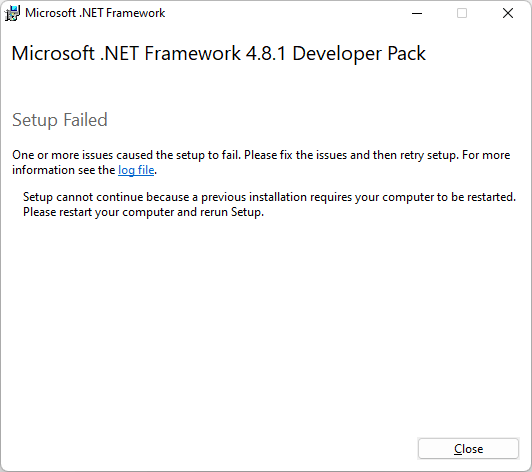 Microsoft .NET Framework
Microsoft .NET Framework 4.8.1 Developer Pack
Setup Failed
One or more issues caused the setup to fail. Please fix the issues and then retry setup. For more
information see the log file.
Setup cannot continue because a previous installation requires your computer to be restarted.
Please restart your computer and rerun Setup.
Close